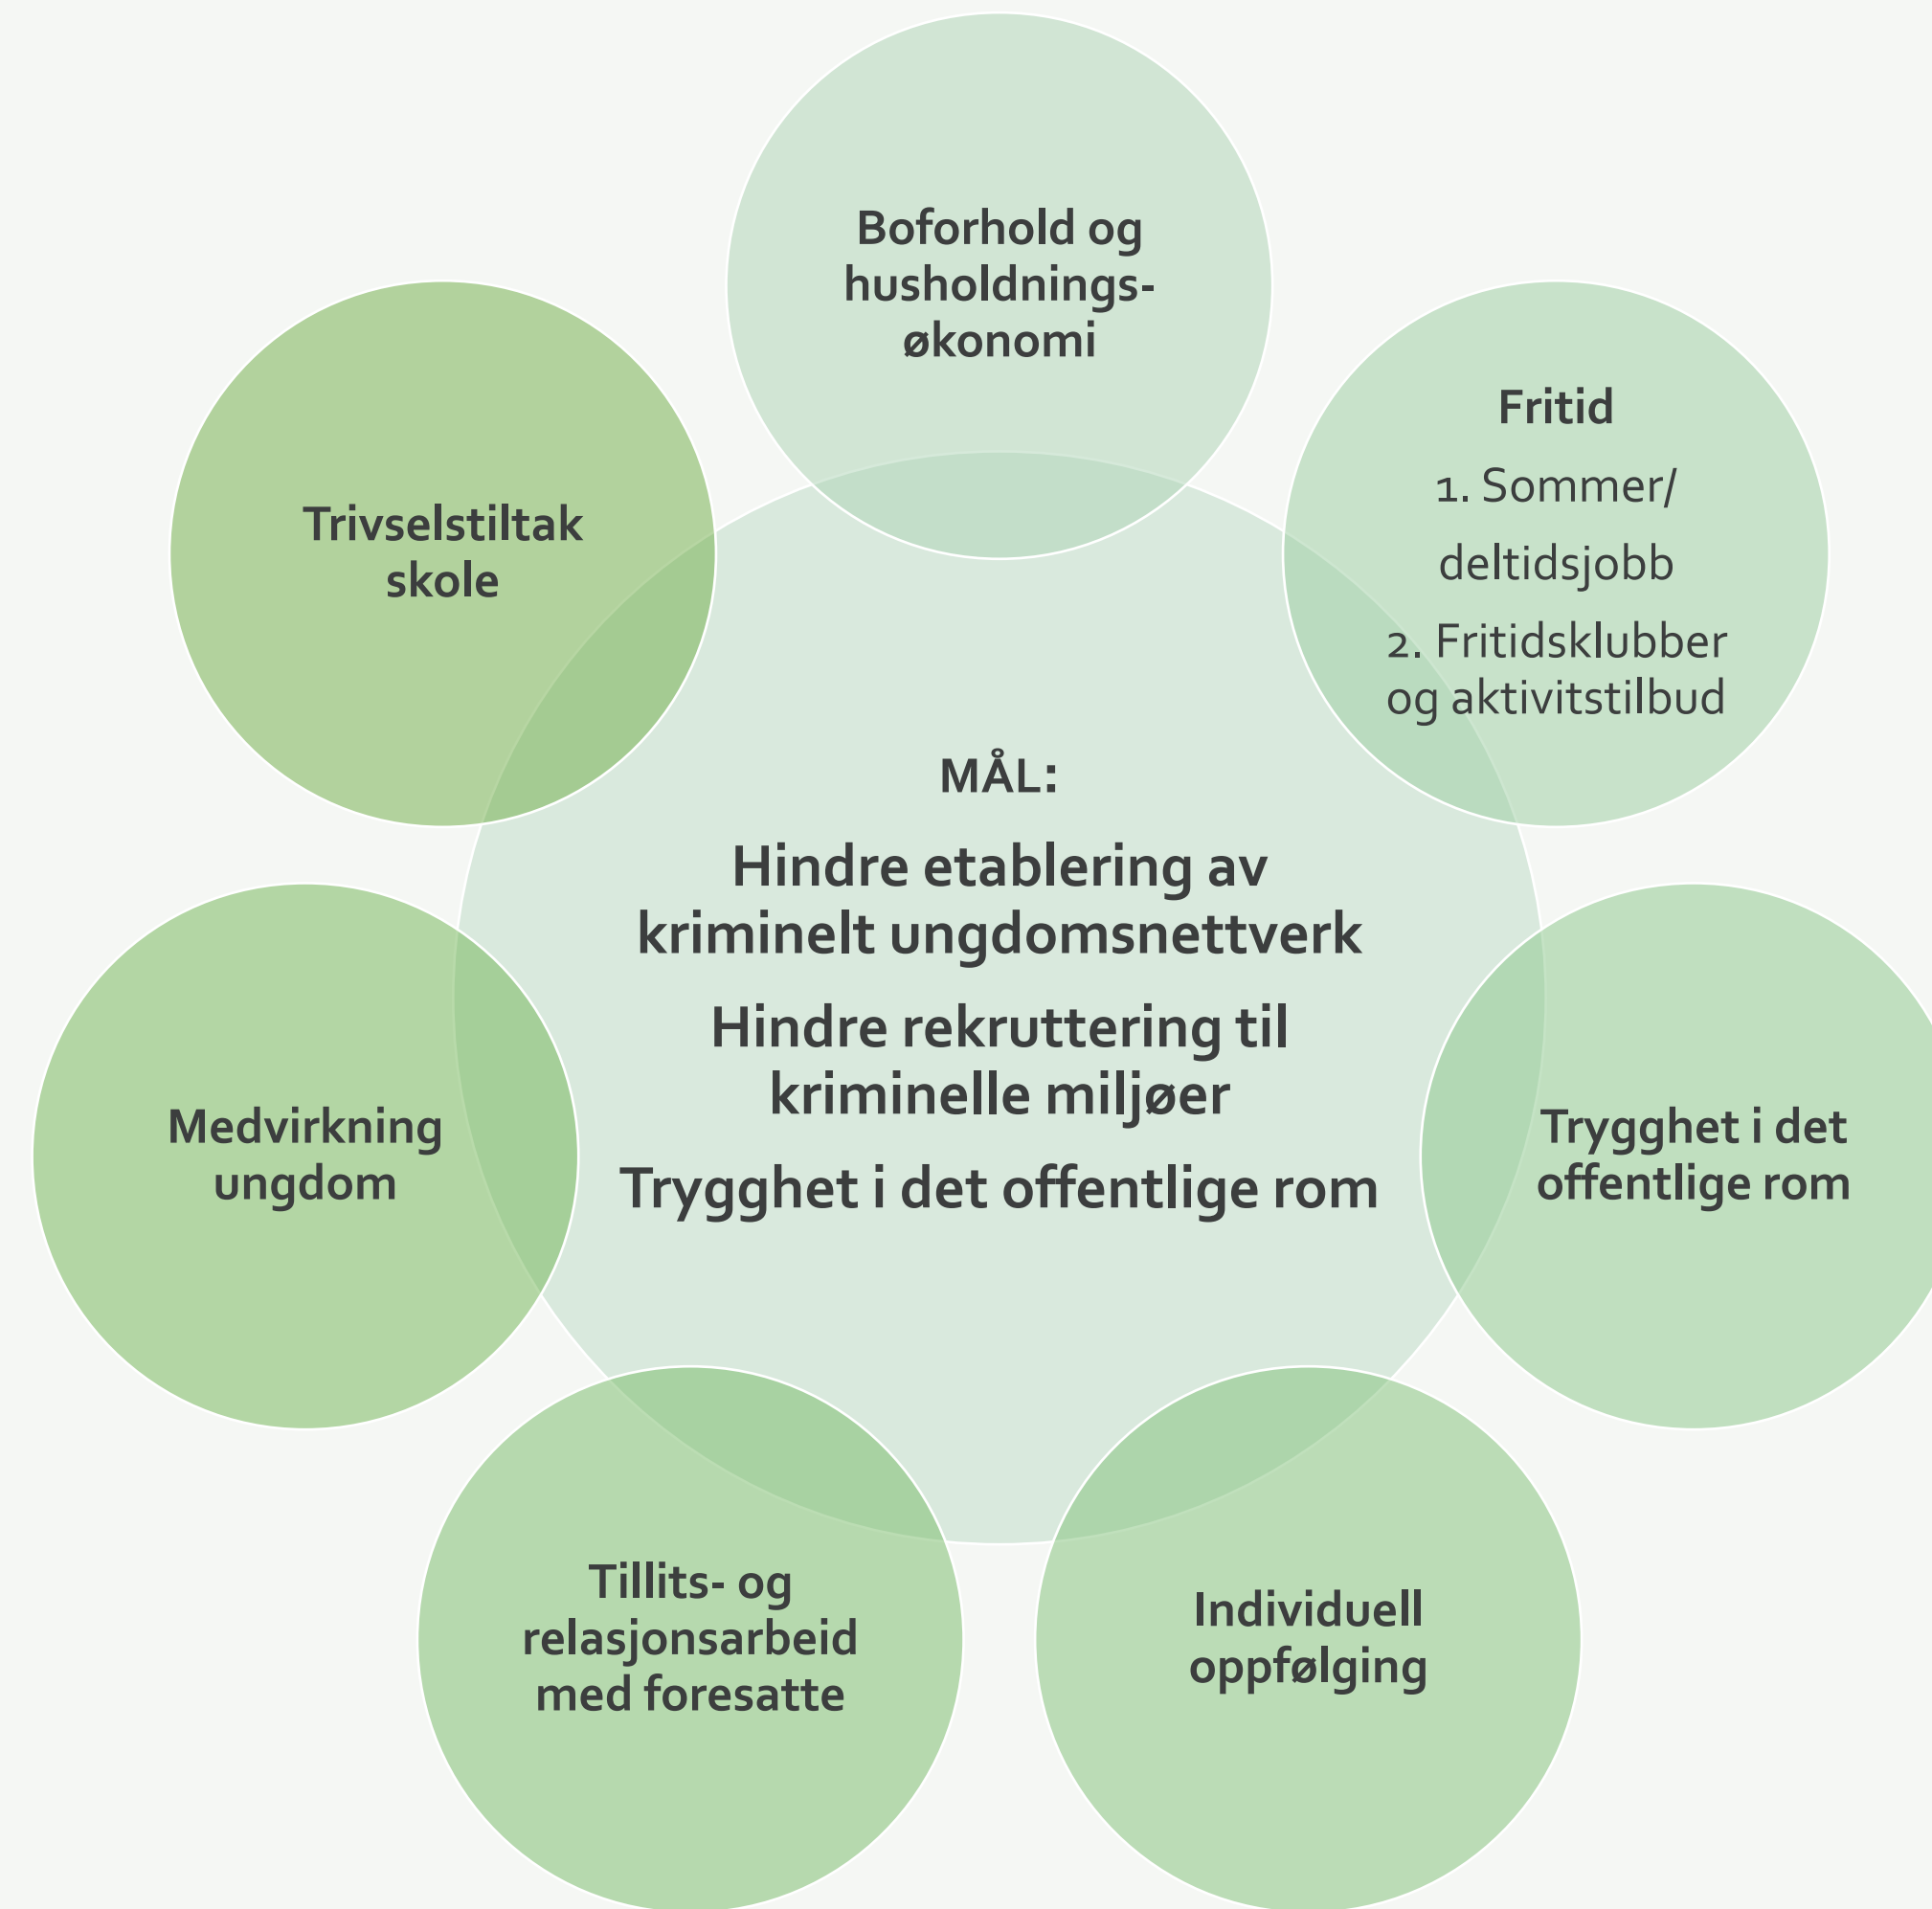 Boforhold og
husholdnings-
økonomi
Fritid
1. Sommer/
deltidsjobb
2. Fritidsklubber
og aktivitstilbud
Trygghet i det
offentlige rom
Individuell
oppfølging
Tillits- og
relasjonsarbeid
med foresatte
Medvirkning
ungdom
Trivselstiltak
skole
MÅL:
Hindre etablering av
kriminelt ungdomsnettverk
Hindre rekruttering til
kriminelle miljøer
Trygghet i det offentlige rom